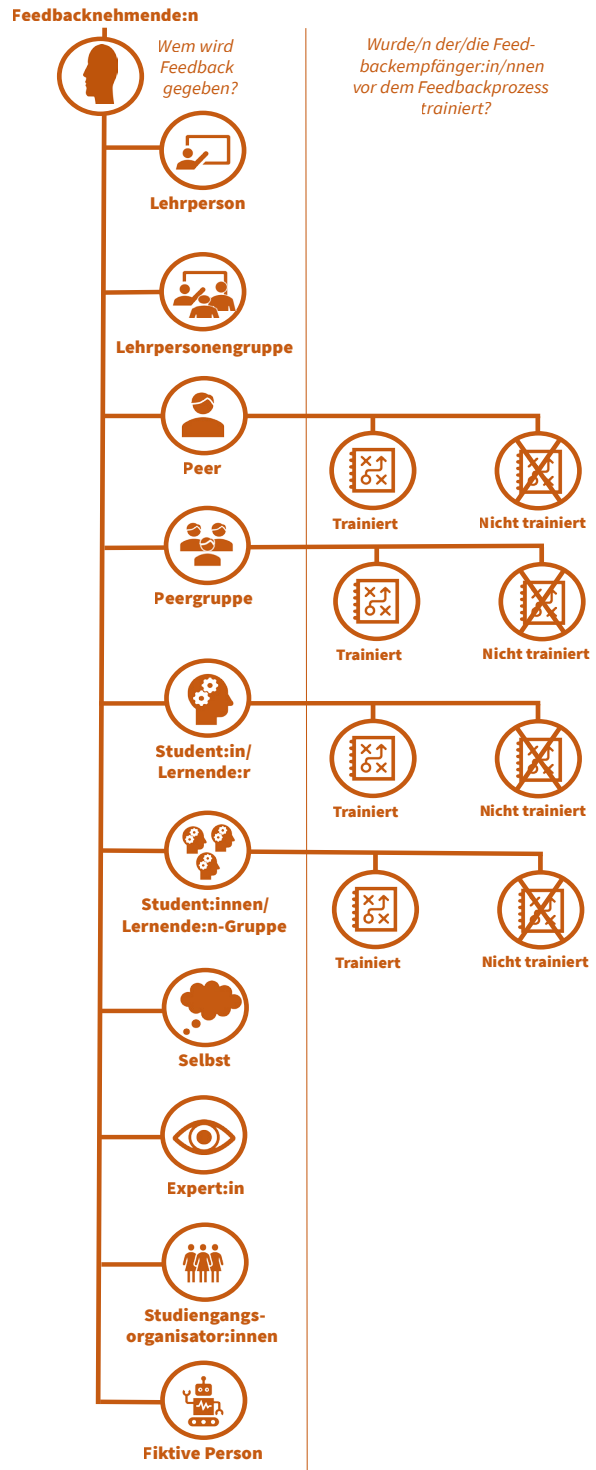 Feedbacknehmende:n
Wem wird
Feedback
gegeben?
Wurde/n der/die Feed-
backempfänger:in/nnen
vor dem Feedbackprozess
trainiert?
Lehrperson
Lehrpersonengruppe
Peer
Trainiert
Nicht trainiert
Peergruppe
Trainiert
Nicht trainiert
Student:in/
Lernende:r
Trainiert
Nicht trainiert
Student:innen/
Lernende:n-Gruppe
Trainiert
Nicht trainiert
Selbst
Expert:in
Studiengangs-
organisator:innen
Fiktive Person